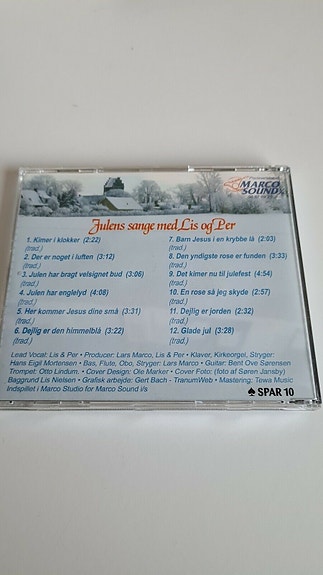 MARCO
SOUND
Julens sange med Lis og Per
1. Kimer i klokker (2:22)
(trad.)
2. Der er noget i luften (3:12)
(trad.)
3. Julen har bragt velsignet bud (3:06)
(trad.)
4. Julen har englelyd (4:08)
(trad.)
5. Her kommer Jesus dine små (3:31)
(trad.)
6. Dejlig er den himmelblå (3:22)
(trad.)
7. Barn Jesus i en krybbe lå (2:03)
(trad.)
8. Den yndigste rose er funden (3:33)
(trad.)
9. Det kimer nu til julefest (4:54)
(trad.)
10. En rose så jeg skyde (2:57)
(trad.)
11. Dejlig er jorden (2:32)
(trad.)
12. Glade jul (3:28)
(trad.)
Lead Vocal: Lis & Per • Producer: Lars Marco, Lis & Per • Klaver, Kirkeorgel, Stryger:
Hans Eigil Mortensen • Bas, Flute, Obo, Stryger: Lars Marco • Guitar: Bent Ove Sørensen
Trompet: Otto Lindum. • Cover Design: Ole Marker • Cover Foto: (foto af Søren Jansby)
Baggrund Lis Nielsen • Grafisk arbejde: Gert Bach - TranumWeb • Mastering: Tewa Music
Indspillet i Marco Studie for Marco Sound i/s
♠ SPAR 10